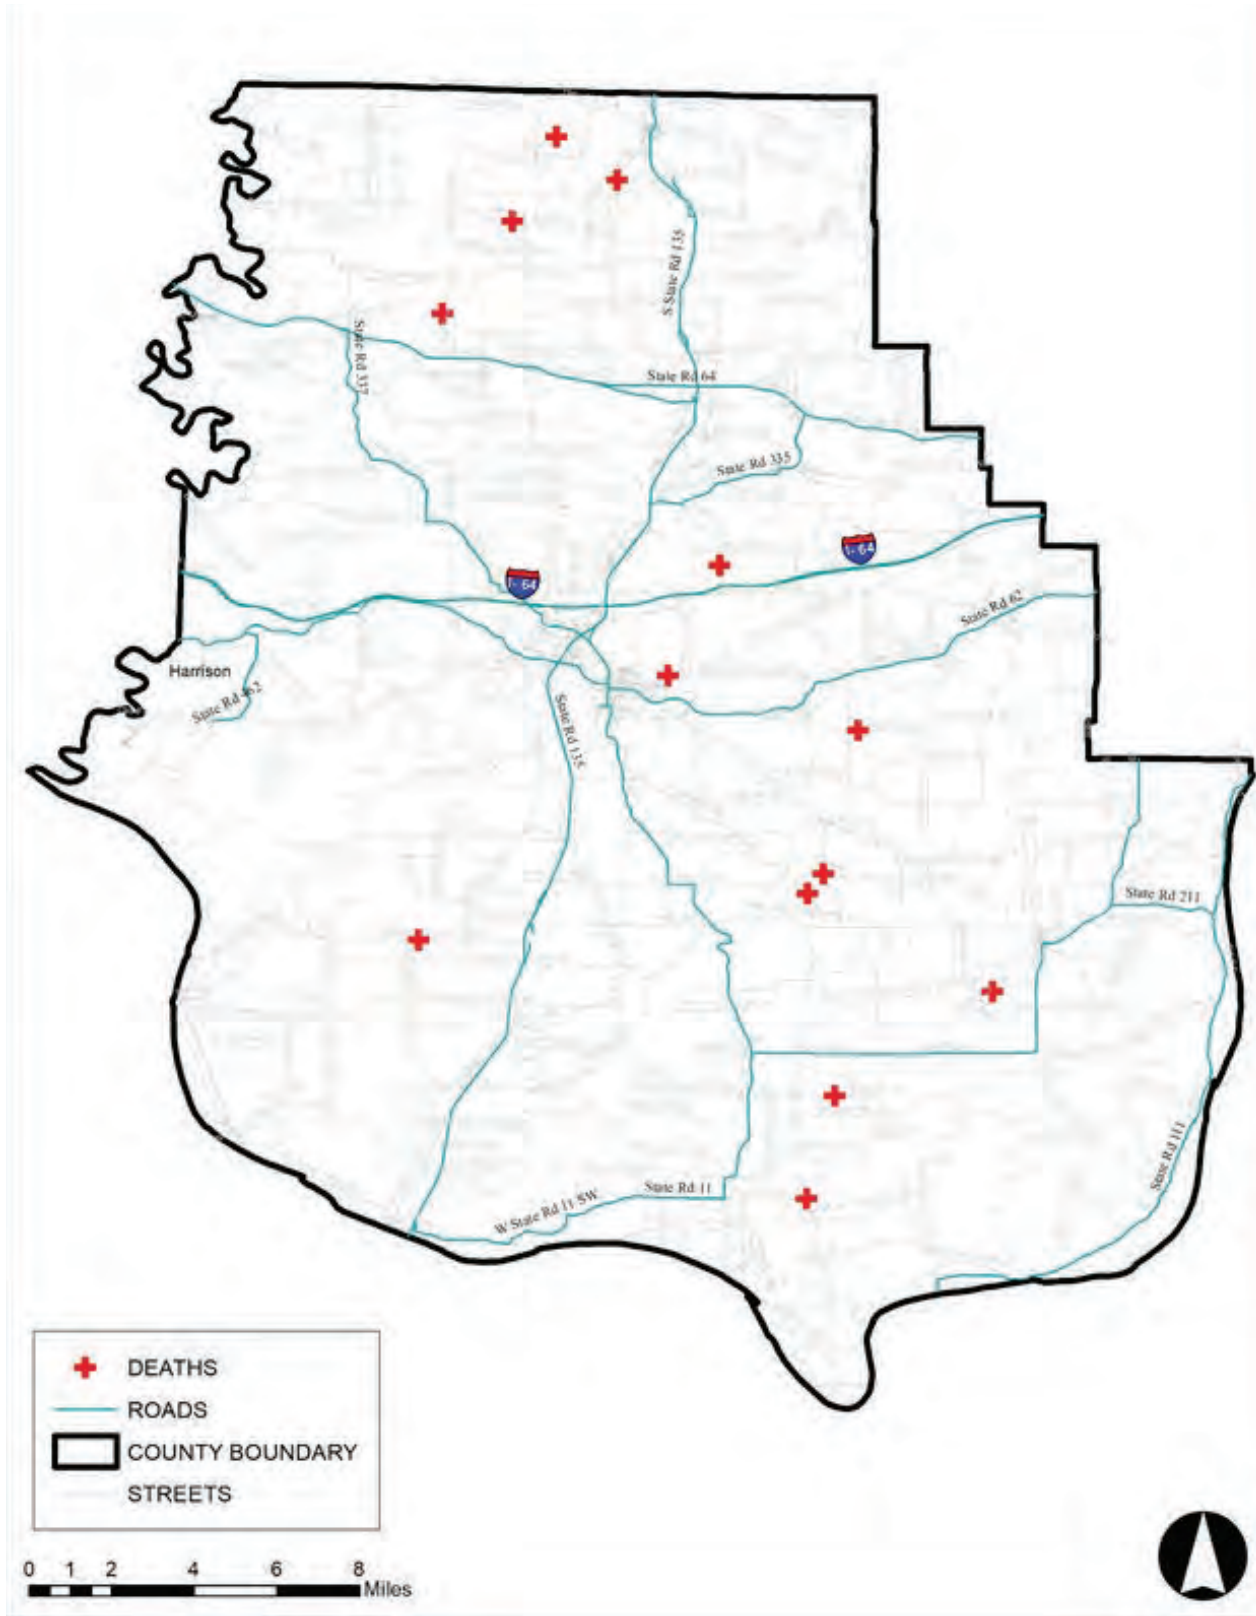 S State Rd 135
State Rd 337
State Rd 64
State Rd 335
I- 64
I- 64
State Rd 62
Harrison
State Rd 462
State Rd 135
State Rd 211
State Rd 111
State Rd 11
W State Rd 11 SW
DEATHS
ROADS
COUNTY BOUNDARY
STREETS
0 1 2 4 6 8
Miles